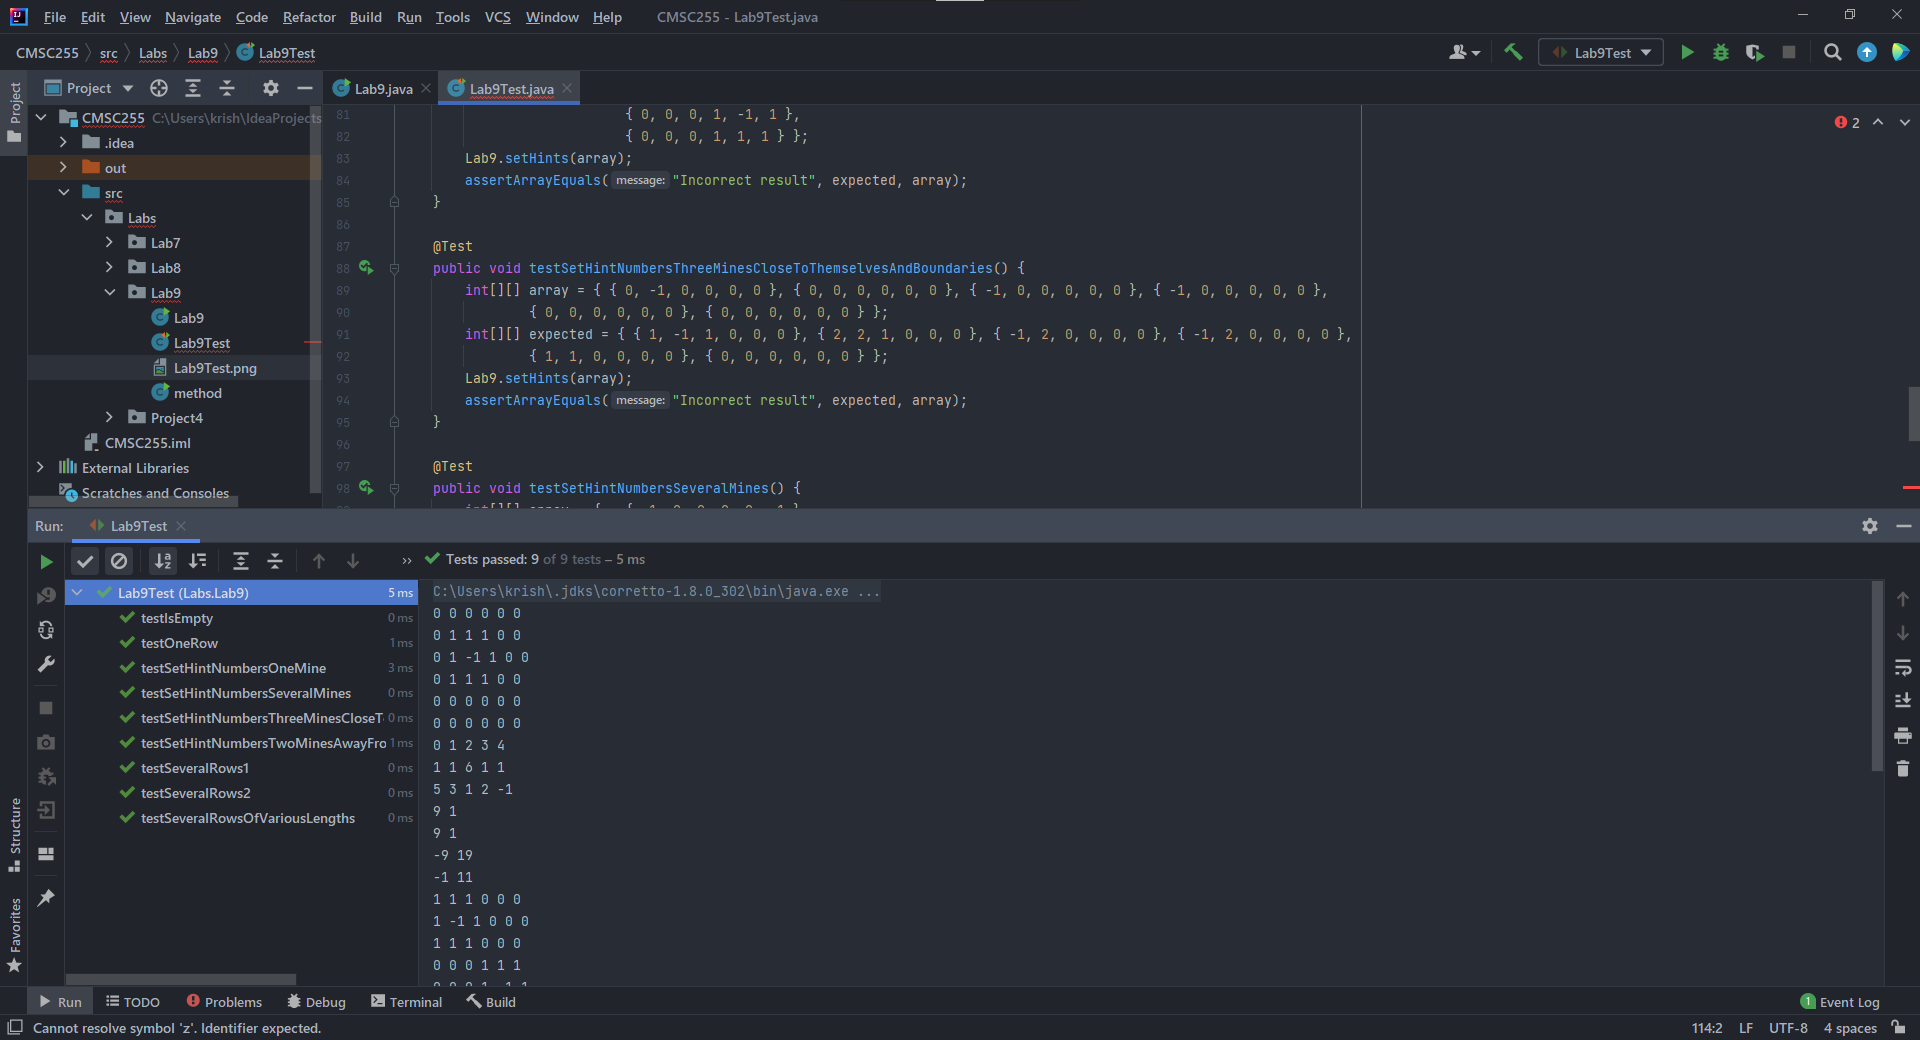 File Edit View Navigate Code Refactor Build Run Tools VCS Window Help CMSC255 - Lab9Test.java
CMSC255 src Labs Lab9 Lab9Test
Lab9Test
Project
Project
Lab9.java
Lab9Test.java
CMSC255 C:\Users\krish\IdeaProjects
.idea
out
src
Labs
Lab7
Lab8
Lab9
Lab9
Lab9Test
Lab9Test.png
method
Project4
CMSC255.iml
External Libraries
Scratches and Consoles
2
81 { 0, 0, 0, 1, -1, 1 },
82 { 0, 0, 0, 1, 1, 1 } };
83 Lab9.setHints(array);
84 assertArrayEquals( message: "Incorrect result", expected, array);
85 }
86
87 @Test
88 public void testSetHintNumbersThreeMinesCloseToThemselvesAndBoundaries() {
89 int[][] array = { { 0, -1, 0, 0, 0, 0 }, { 0, 0, 0, 0, 0, 0 }, { -1, 0, 0, 0, 0, 0 }, { -1, 0, 0, 0, 0, 0 },
90 { 0, 0, 0, 0, 0, 0 }, { 0, 0, 0, 0, 0, 0 } };
91 int[][] expected = { { 1, -1, 1, 0, 0, 0 }, { 2, 2, 1, 0, 0, 0 }, { -1, 2, 0, 0, 0, 0 }, { -1, 2, 0, 0, 0, 0 },
92 { 1, 1, 0, 0, 0, 0 }, { 0, 0, 0, 0, 0, 0 } };
93 Lab9.setHints(array);
94 assertArrayEquals( message: "Incorrect result", expected, array);
95 }
96
97 @Test
98 public void testSetHintNumbersSeveralMines() {
Run: Lab9Test
Tests passed: 9 of 9 tests – 5 ms
Lab9Test (Labs.Lab9) 5 ms
testIsEmpty 0 ms
testOneRow 1 ms
testSetHintNumbersOneMine 3 ms
testSetHintNumbersSeveralMines 0 ms
testSetHintNumbersThreeMinesCloseT 0 ms
testSetHintNumbersTwoMinesAwayFro 1 ms
testSeveralRows1 0 ms
testSeveralRows2 0 ms
testSeveralRowsOfVariousLengths 0 ms
C:\Users\krish\.jdks\corretto-1.8.0_302\bin\java.exe ...
0 0 0 0 0 0
0 1 1 1 0 0
0 1 -1 1 0 0
0 1 1 1 0 0
0 0 0 0 0 0
0 0 0 0 0 0
0 1 2 3 4
1 1 6 1 1
5 3 1 2 -1
9 1
9 1
-9 19
-1 11
1 1 1 0 0 0
1 -1 1 0 0 0
1 1 1 0 0 0
0 0 0 1 1 1
Structure
Favorites
Run TODO Problems Debug Terminal Build 1 Event Log
Cannot resolve symbol 'z'. Identifier expected. 114:2 LF UTF-8 4 spaces